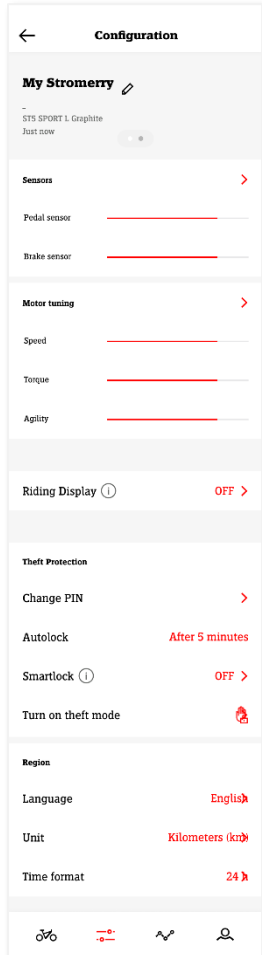 Configuration
My Stromerry
–
ST5 SPORT L Graphite
Just now
Sensors
Pedal sensor
Brake sensor
Motor tuning
Speed
Torque
Agility
Riding Display OFF
Theft Protection
Change PIN
Autolock After 5 minutes
Smartlock OFF
Turn on theft mode
Region
Language English
Unit Kilometers (km)
Time format 24 h